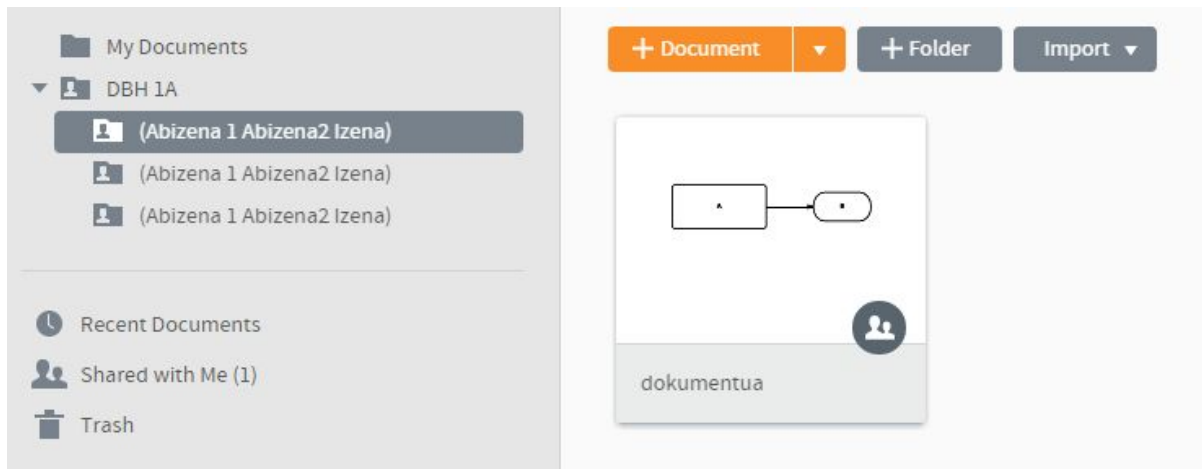 My Documents
DBH 1A
(Abizena 1 Abizena2 Izena)
(Abizena 1 Abizena2 Izena)
(Abizena 1 Abizena2 Izena)
Recent Documents
Shared with Me (1)
Trash
+ Document
+ Folder
Import
A
dokumentua